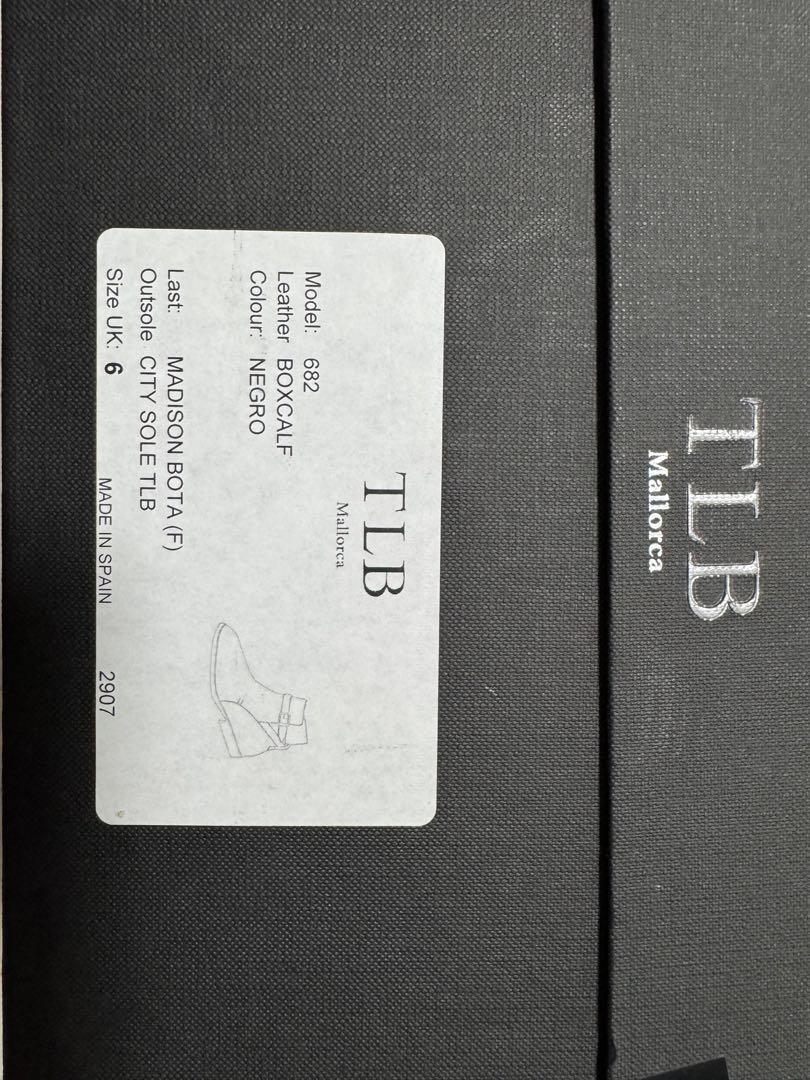 TLB
Mallorca
TLB
Mallorca
Model: 682
Leather BOXCALF
Colour: NEGRO
Last: MADISON BOTA (F)
Outsole CITY SOLE TLB
Size UK: 6 MADE IN SPAIN 2907